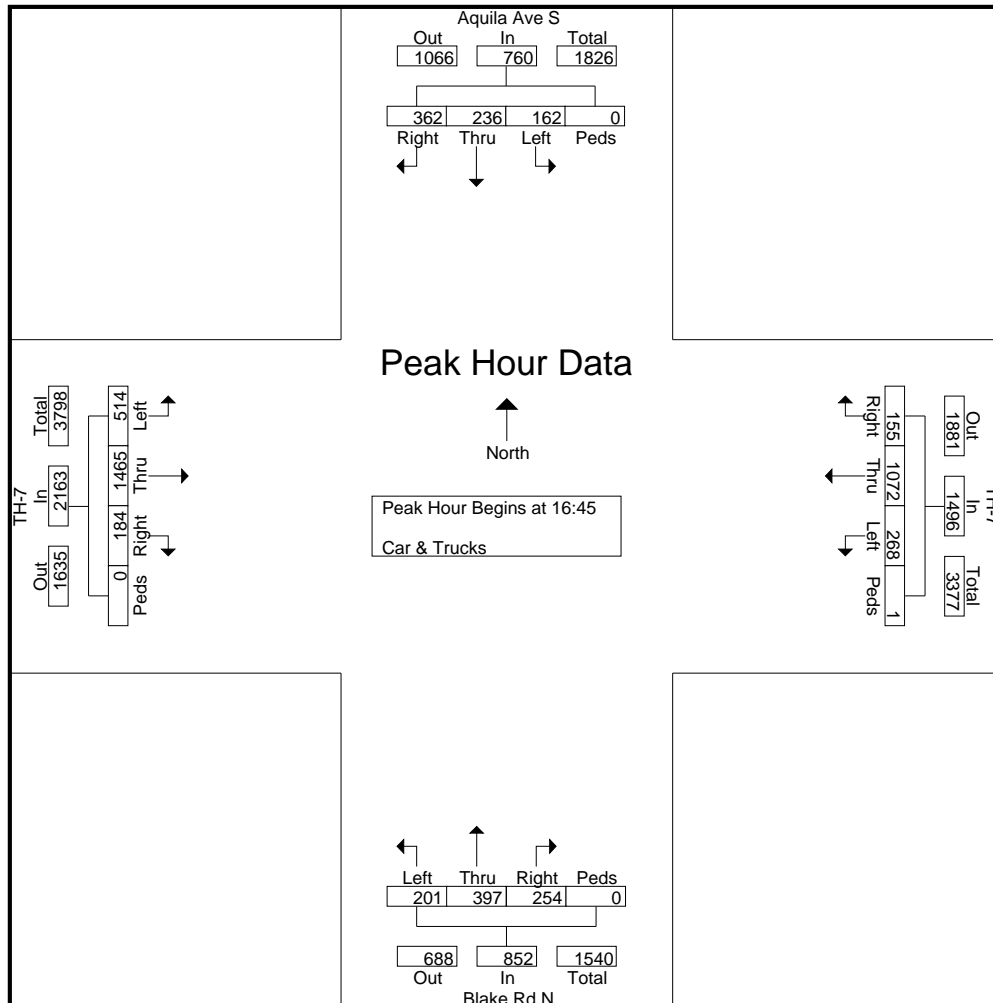 Aquila Ave S
Out In Total
1066 760 1826
362 236 162 0
Right Thru Left Peds
Peak Hour Data
North
Peak Hour Begins at 16:45
Car & Trucks
TH-7
Total In Out
3798 2163 1635
514 1465 184 0
Left Thru Right Peds
Right Thru Left Peds
155 1072 268 1
Out In Total
1881 1496 3377
TH-7
Left Thru Right Peds
201 397 254 0
688 852 1540
Out In Total
Blake Rd N